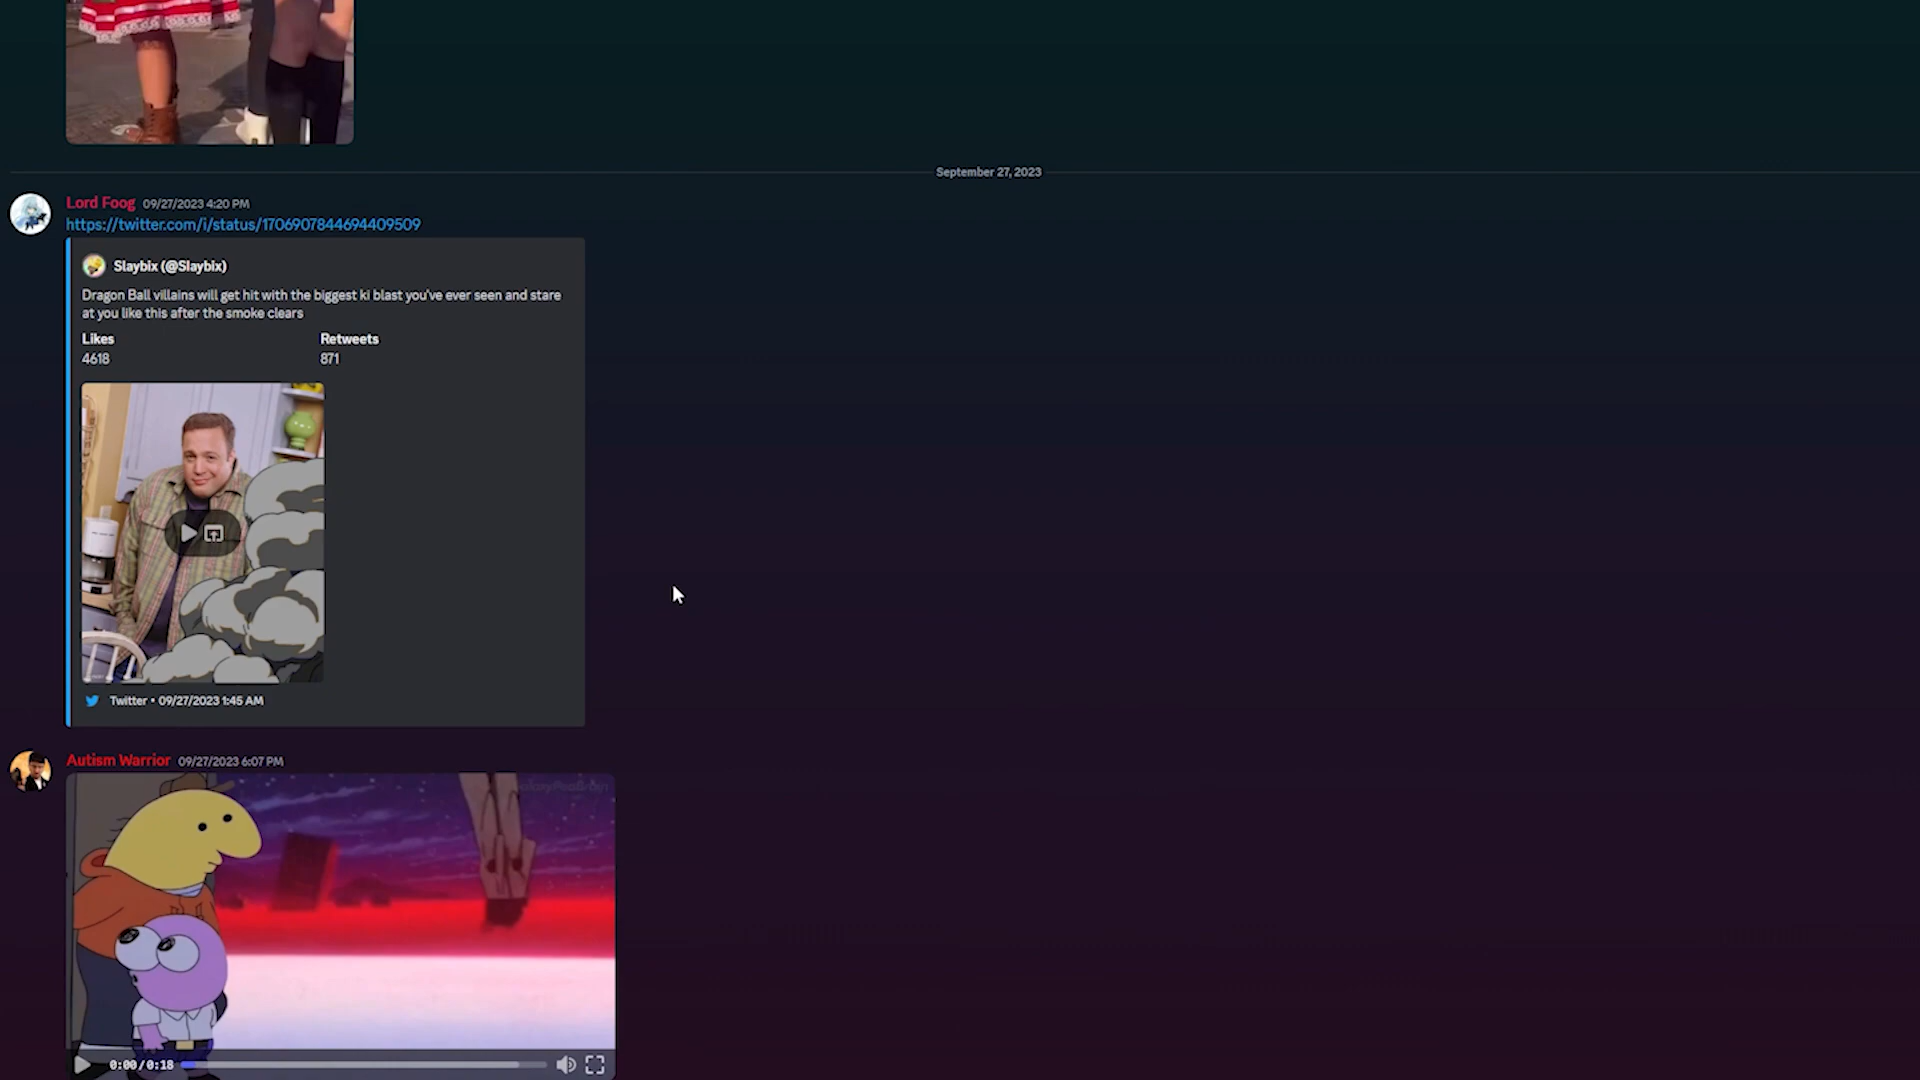 September 27, 2023
Lord Foog 09/27/2023 4:20 PM
https://twitter.com/i/status/1706907844694409509
Slaybix (@Slaybix)
Dragon Ball villains will get hit with the biggest ki blast you've ever seen and stare
at you like this after the smoke clears
Likes Retweets
4618 871
Twitter • 09/27/2023 1:45 AM
Autism Warrior 09/27/2023 6:07 PM
0:00/0:18